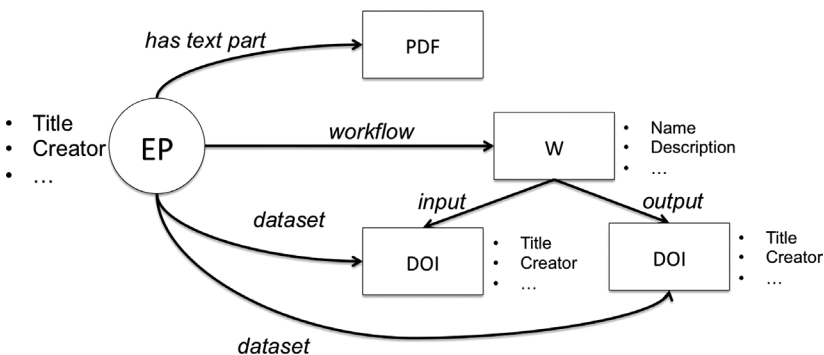 has text part
PDF
• Title
• Creator
• …
EP
workflow
W
• Name
• Description
• …
input
output
dataset
DOI
• Title
• Creator
• …
DOI
• Title
• Creator
• …
dataset